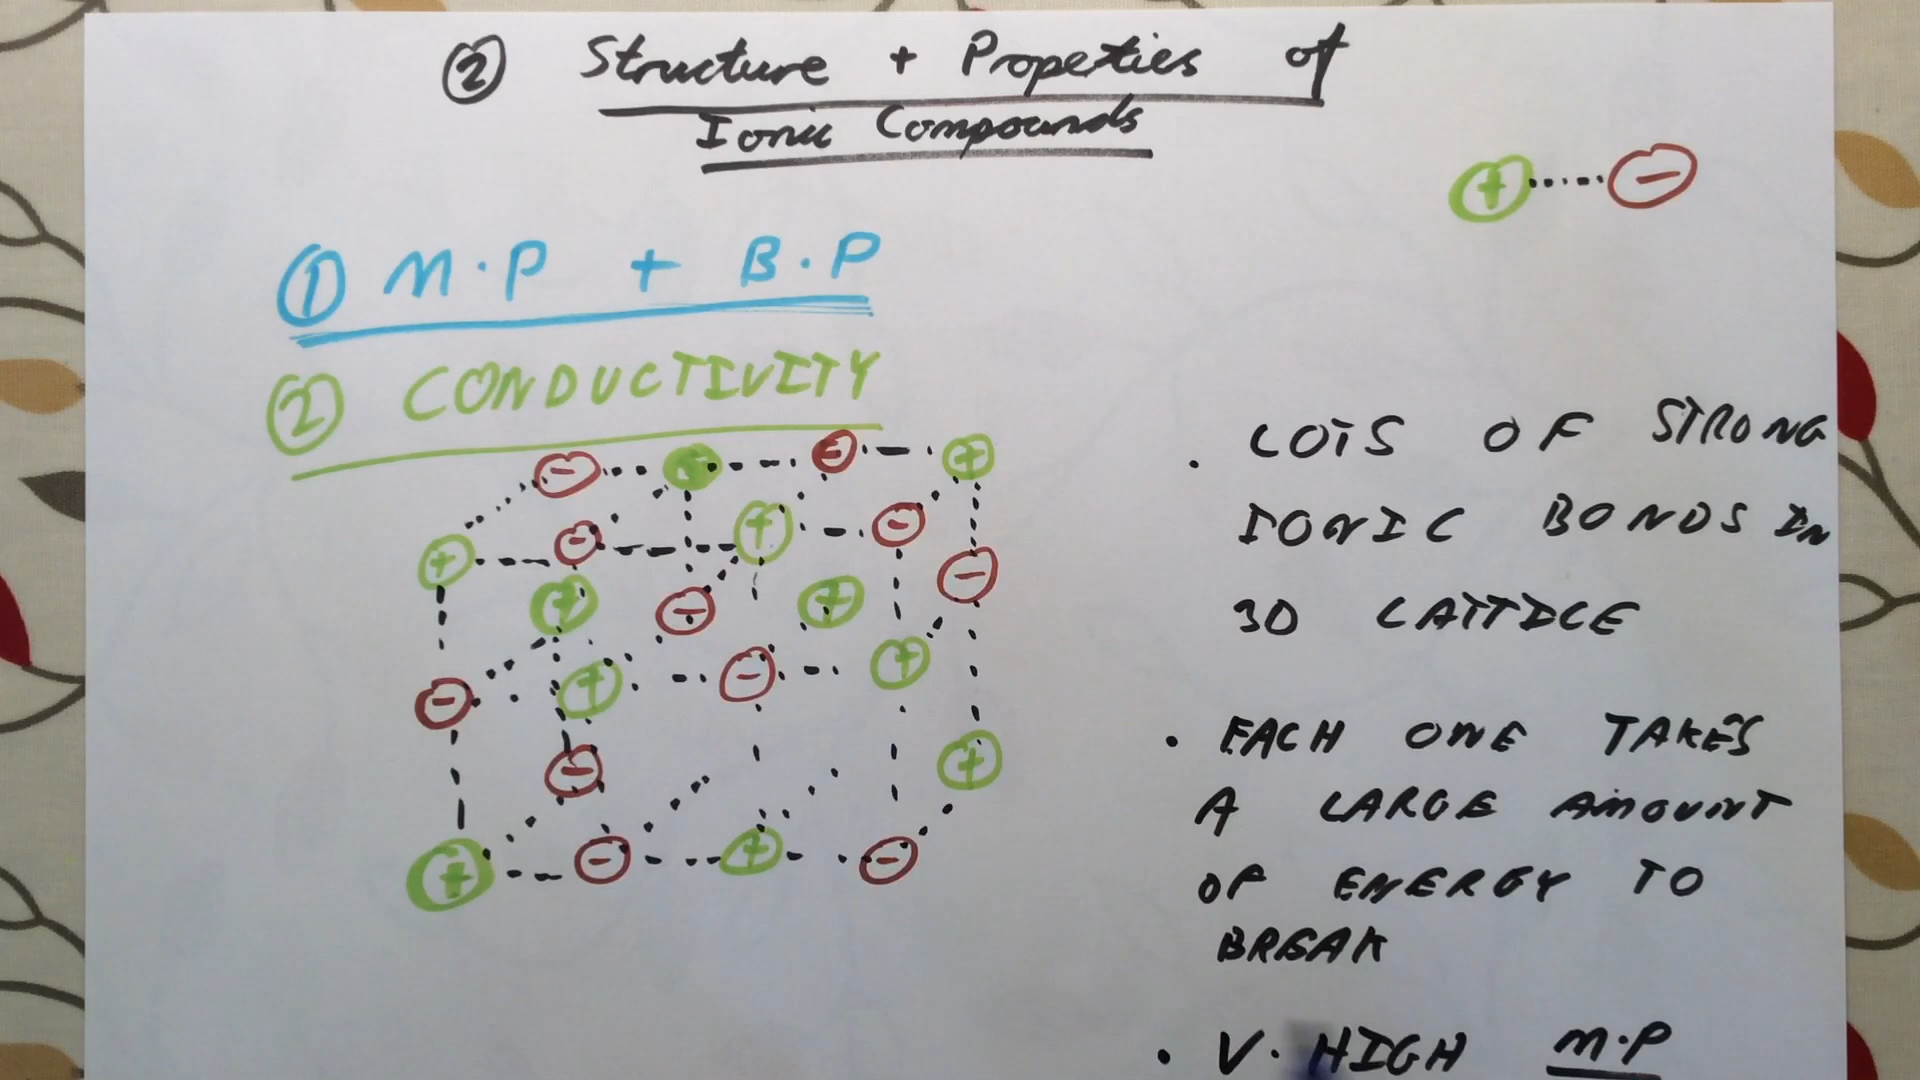 ② Structure + Properties of
Ionic Compounds
+ -
① M.P + B.P
② CONDUCTIVITY
• LOTS OF STRONG
IONIC BONDS IN
3D LATTICE
• EACH ONE TAKES
A LARGE AMOUNT
OF ENERGY TO
BREAK
• V. HIGH M.P